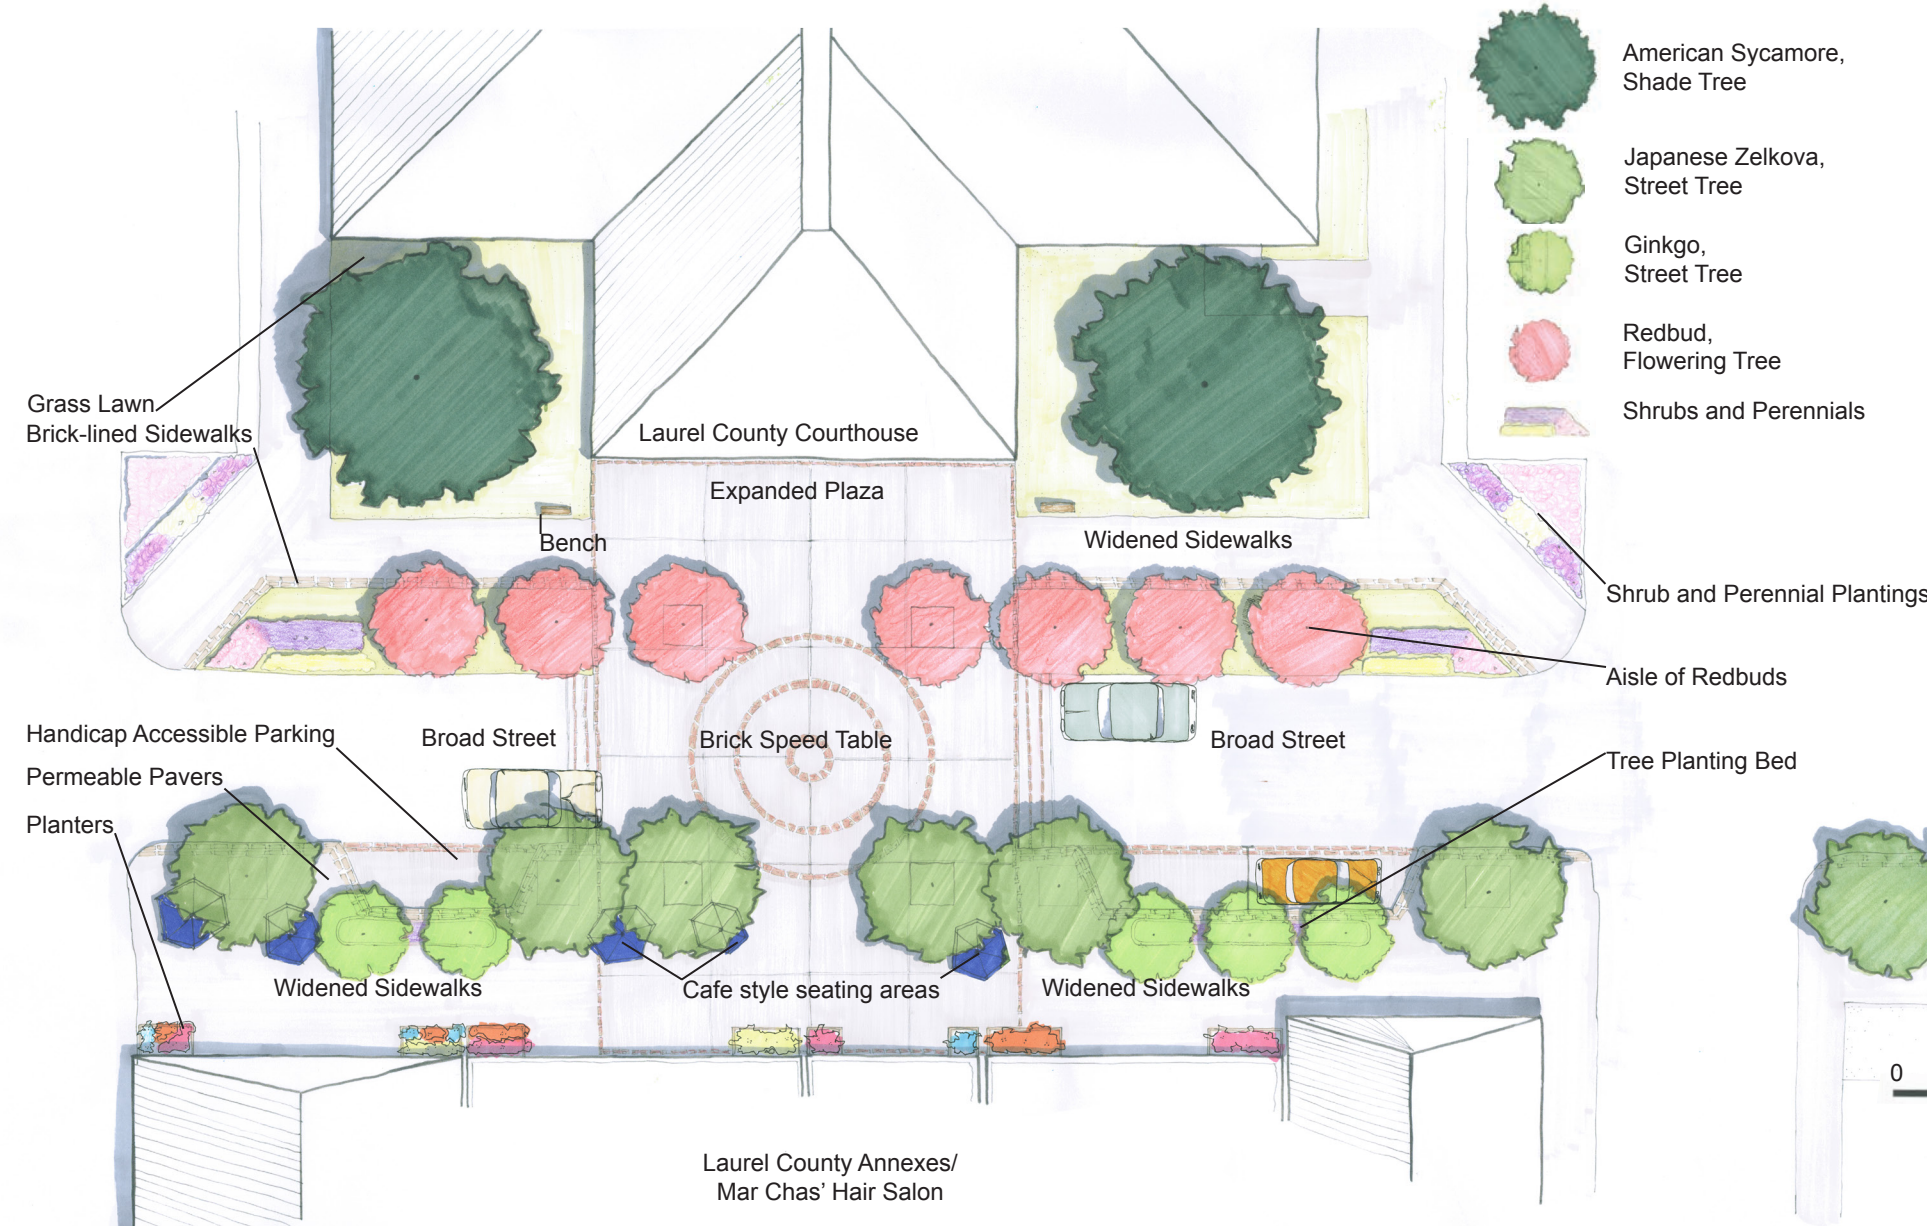 American Sycamore,
Shade Tree
Japanese Zelkova,
Street Tree
Ginkgo,
Street Tree
Redbud,
Flowering Tree
Shrubs and Perennials
Grass Lawn
Brick-lined Sidewalks
Laurel County Courthouse
Expanded Plaza
Bench
Widened Sidewalks
Shrub and Perennial Plantings
Aisle of Redbuds
Handicap Accessible Parking
Broad Street
Brick Speed Table
Broad Street
Tree Planting Bed
Permeable Pavers
Planters
Widened Sidewalks
Cafe style seating areas
Widened Sidewalks
0
Laurel County Annexes/
Mar Chas' Hair Salon